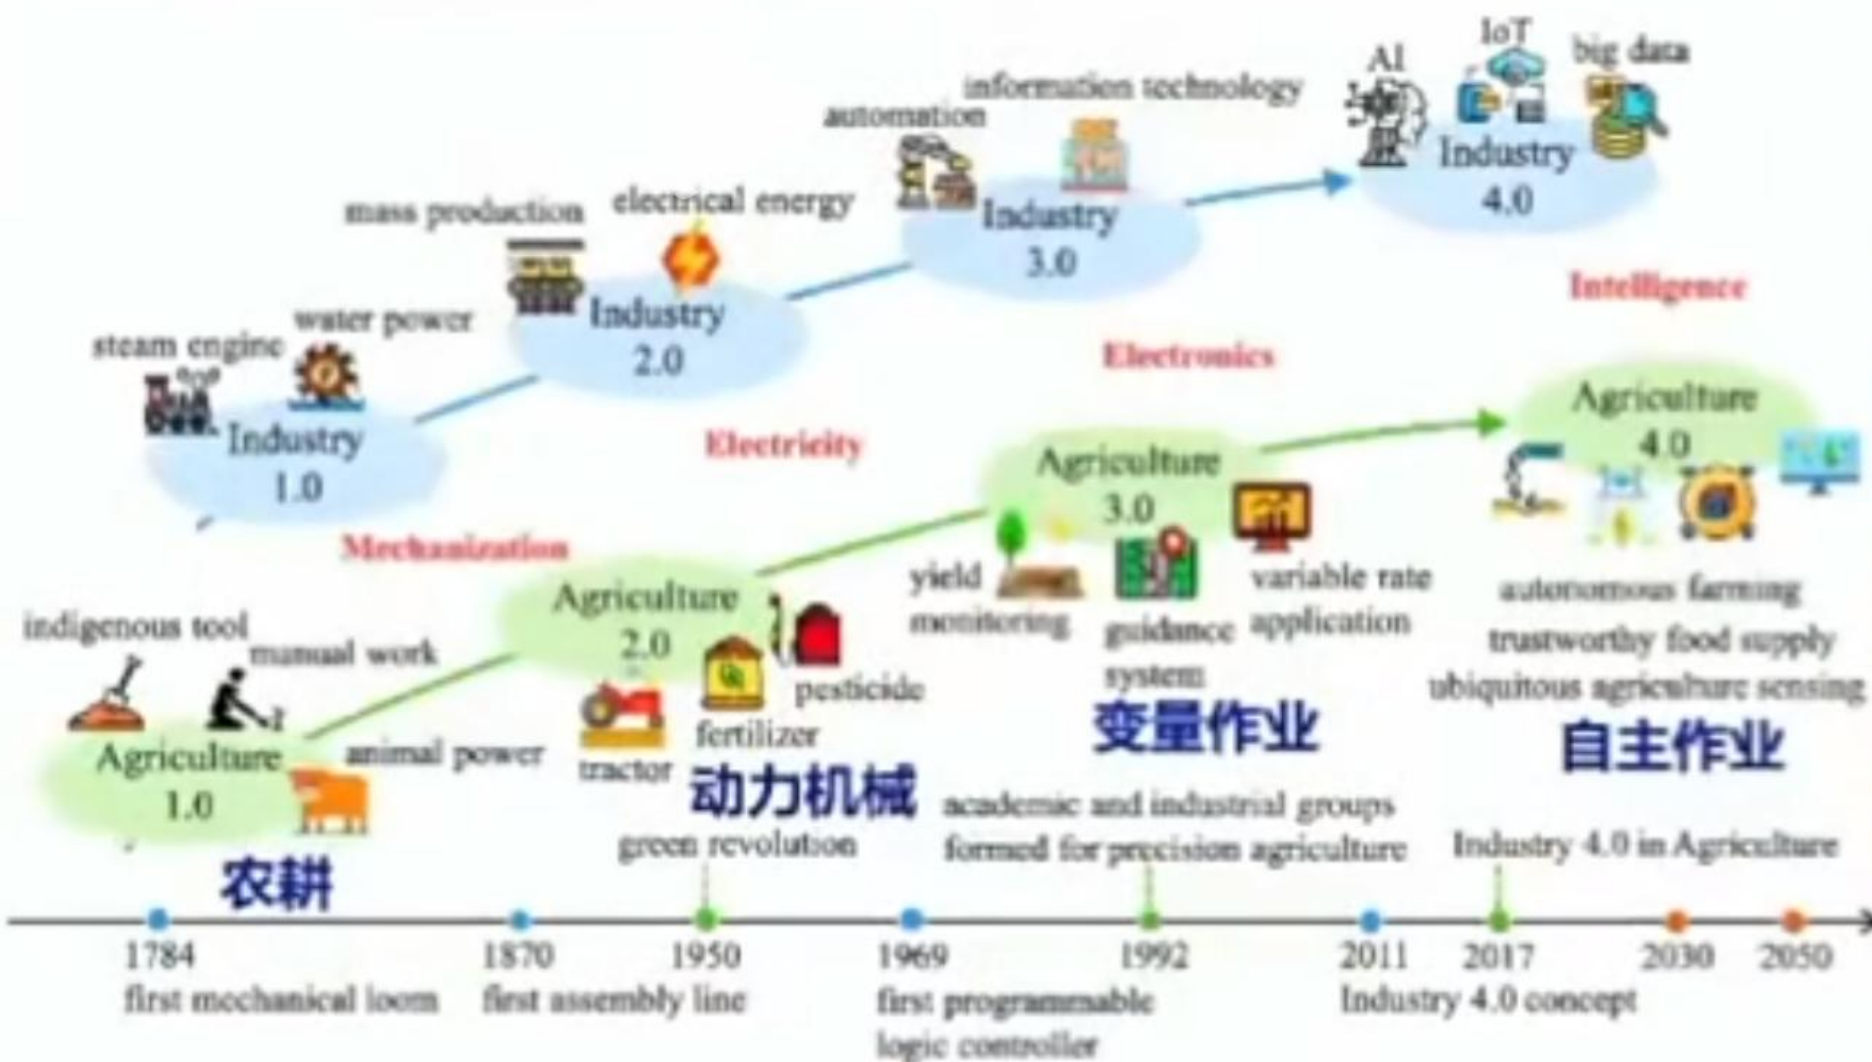 IoT
AI
big data
information technology
automation
Industry
4.0
electrical energy
mass production
Industry
3.0
Intelligence
water power
steam engine
Industry
2.0
Electronics
Agriculture
4.0
Industry
1.0
Electricity
Agriculture
3.0
Mechanization
yield
monitoring
guidance
system
variable rate
application
autonomous farming
trustworthy food supply
ubiquitous agriculture sensing
indigenous tool
manual work
Agriculture
2.0
pesticide
fertilizer
tractor
变量作业
自主作业
Agriculture
1.0
animal power
动力机械
农耕
green revolution
academic and industrial groups
formed for precision agriculture
Industry 4.0 in Agriculture
1784
1870
1950
1969
1992
2011
2017
2030
2050
first mechanical loom
first assembly line
first programmable
logic controller
Industry 4.0 concept